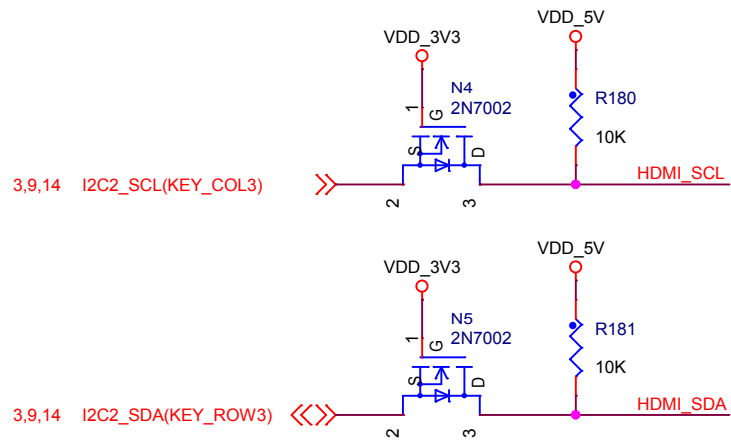 VDD_5V
VDD_3V3
N4
2N7002
R180
10K
1
G
S
D
3,9,14 I2C2_SCL(KEY_COL3)
HDMI_SCL
2
3
VDD_5V
VDD_3V3
N5
2N7002
R181
10K
1
G
S
D
3,9,14 I2C2_SDA(KEY_ROW3)
HDMI_SDA
2
3